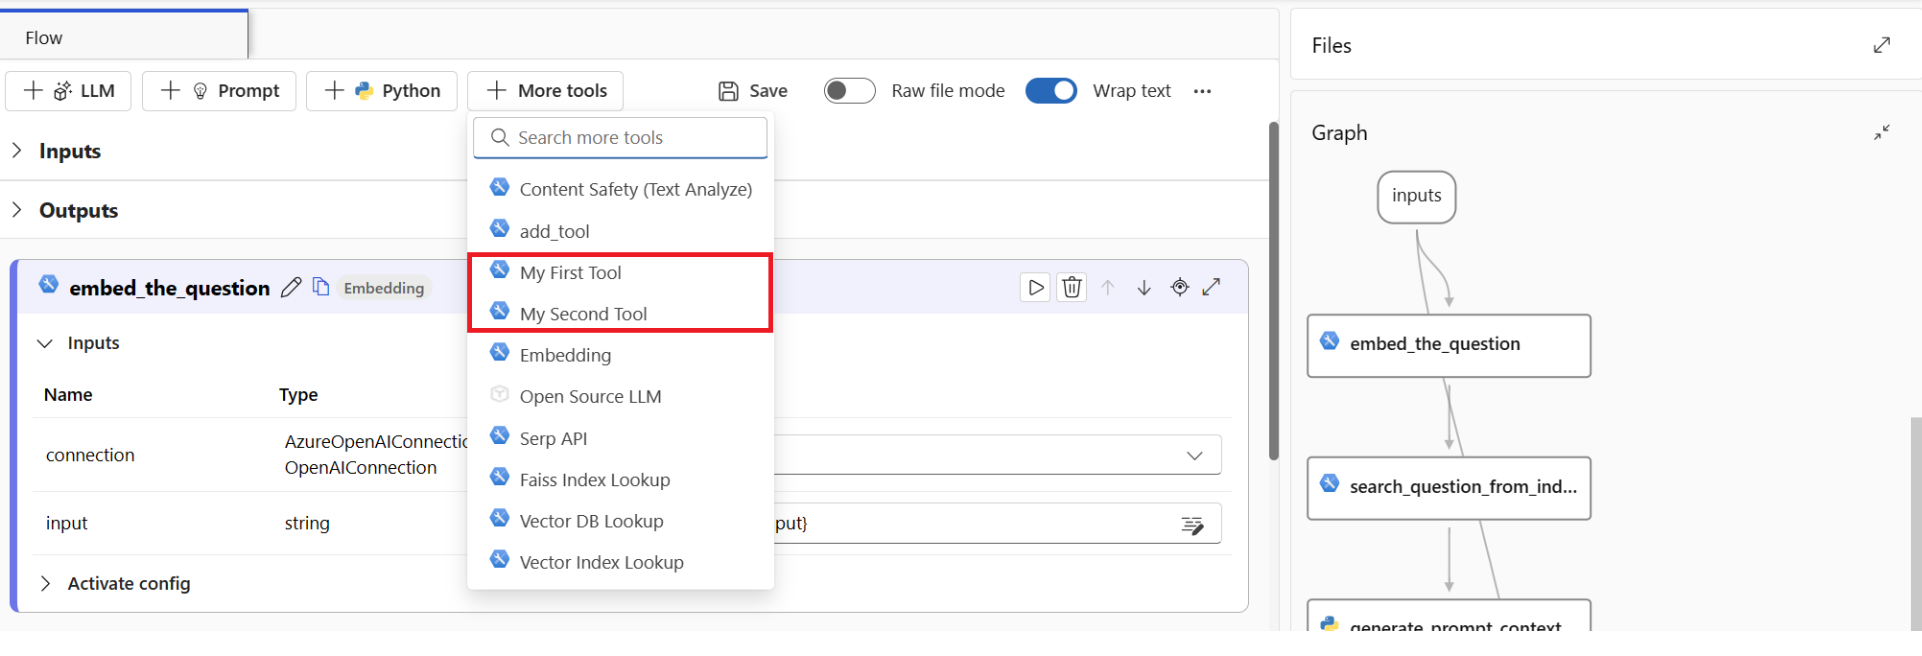 Flow
LLM
Prompt
Python
More tools
Save
Raw file mode
Wrap text
Search more tools
Content Safety (Text Analyze)
add_tool
My First Tool
My Second Tool
Embedding
Open Source LLM
Serp API
Faiss Index Lookup
Vector DB Lookup
Vector Index Lookup
Inputs
Outputs
embed_the_question
Embedding
Inputs
Name Type
connection
AzureOpenAIConnectic
OpenAIConnection
input string
put}
Activate config
Files
Graph
inputs
embed_the_question
search_question_from_ind...
generate_prompt_context